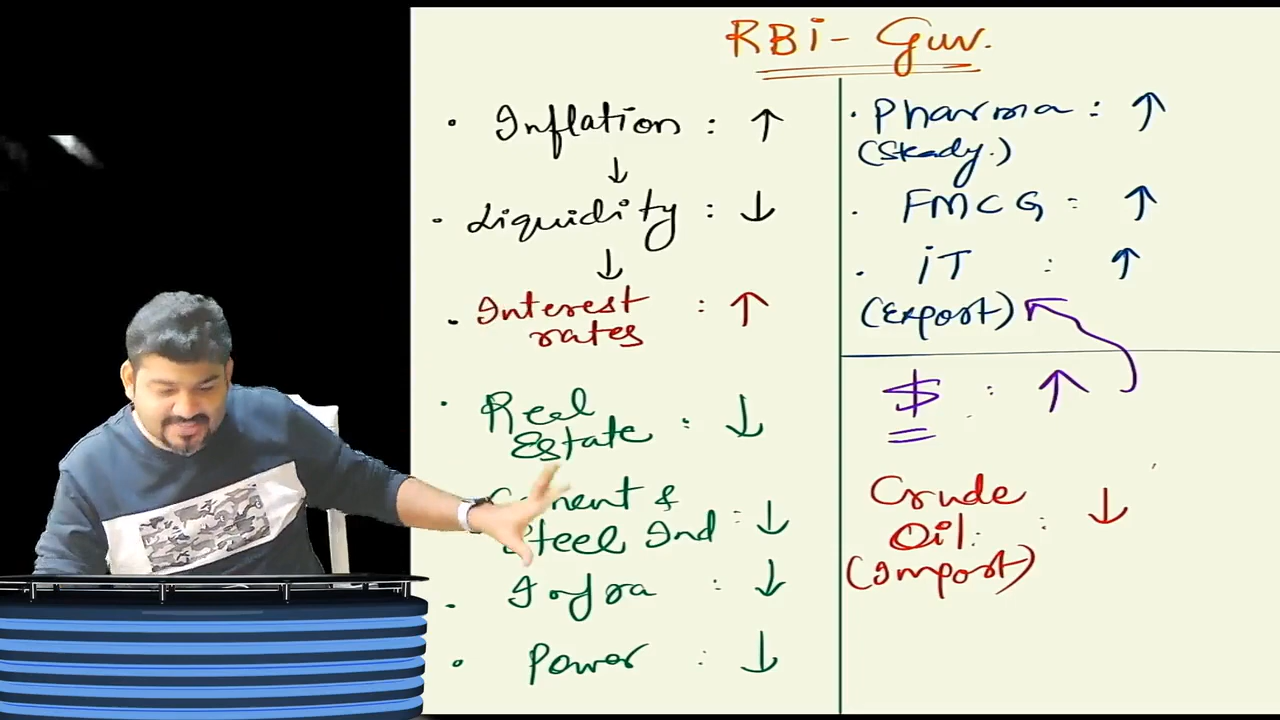 RBi - Guv.
• Inflation : ↑
↓
• Liquidity : ↓
↓
• Interest : ↑
rates
• Real
Estate : ↓
Cement &
Steel Ind : ↓
• Infra : ↓
• Power : ↓
• Pharma : ↑
(Steady.)
• FMCG : ↑
• iT : ↑
(Export)
$ : ↑
Crude
Oil : ↓
(Import)